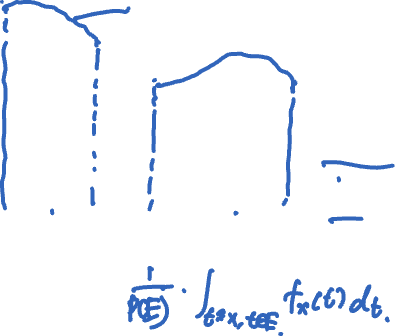 1/P(E) · ∫_{t≤x, t∈E} f_x(t) dt.